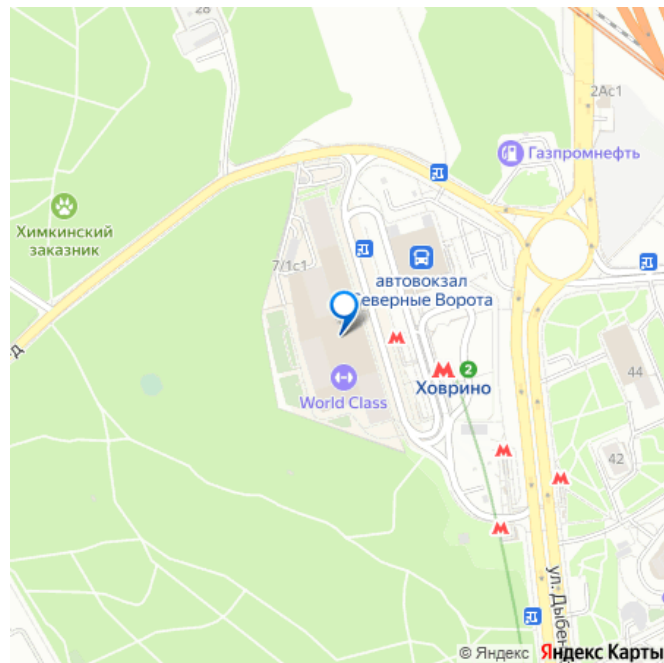 28
2Ac1
Газпромнефть
Химкинский
заказник
7/1с1
автовокзал
Северные Ворота
2
Ховрино
World Class
44
42
ул. Дыбен
© Яндекс Яндекс Карты